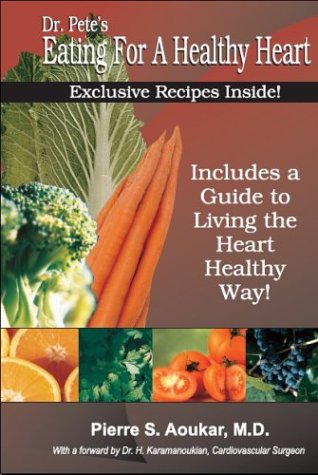 Dr. Pete's
Eating For A Healthy Heart
Exclusive Recipes Inside!
Includes a
Guide to
Living the
Heart
Healthy
Way!
Pierre S. Aoukar, M.D.
With a forward by Dr. H. Karamanoukian, Cardiovascular Surgeon